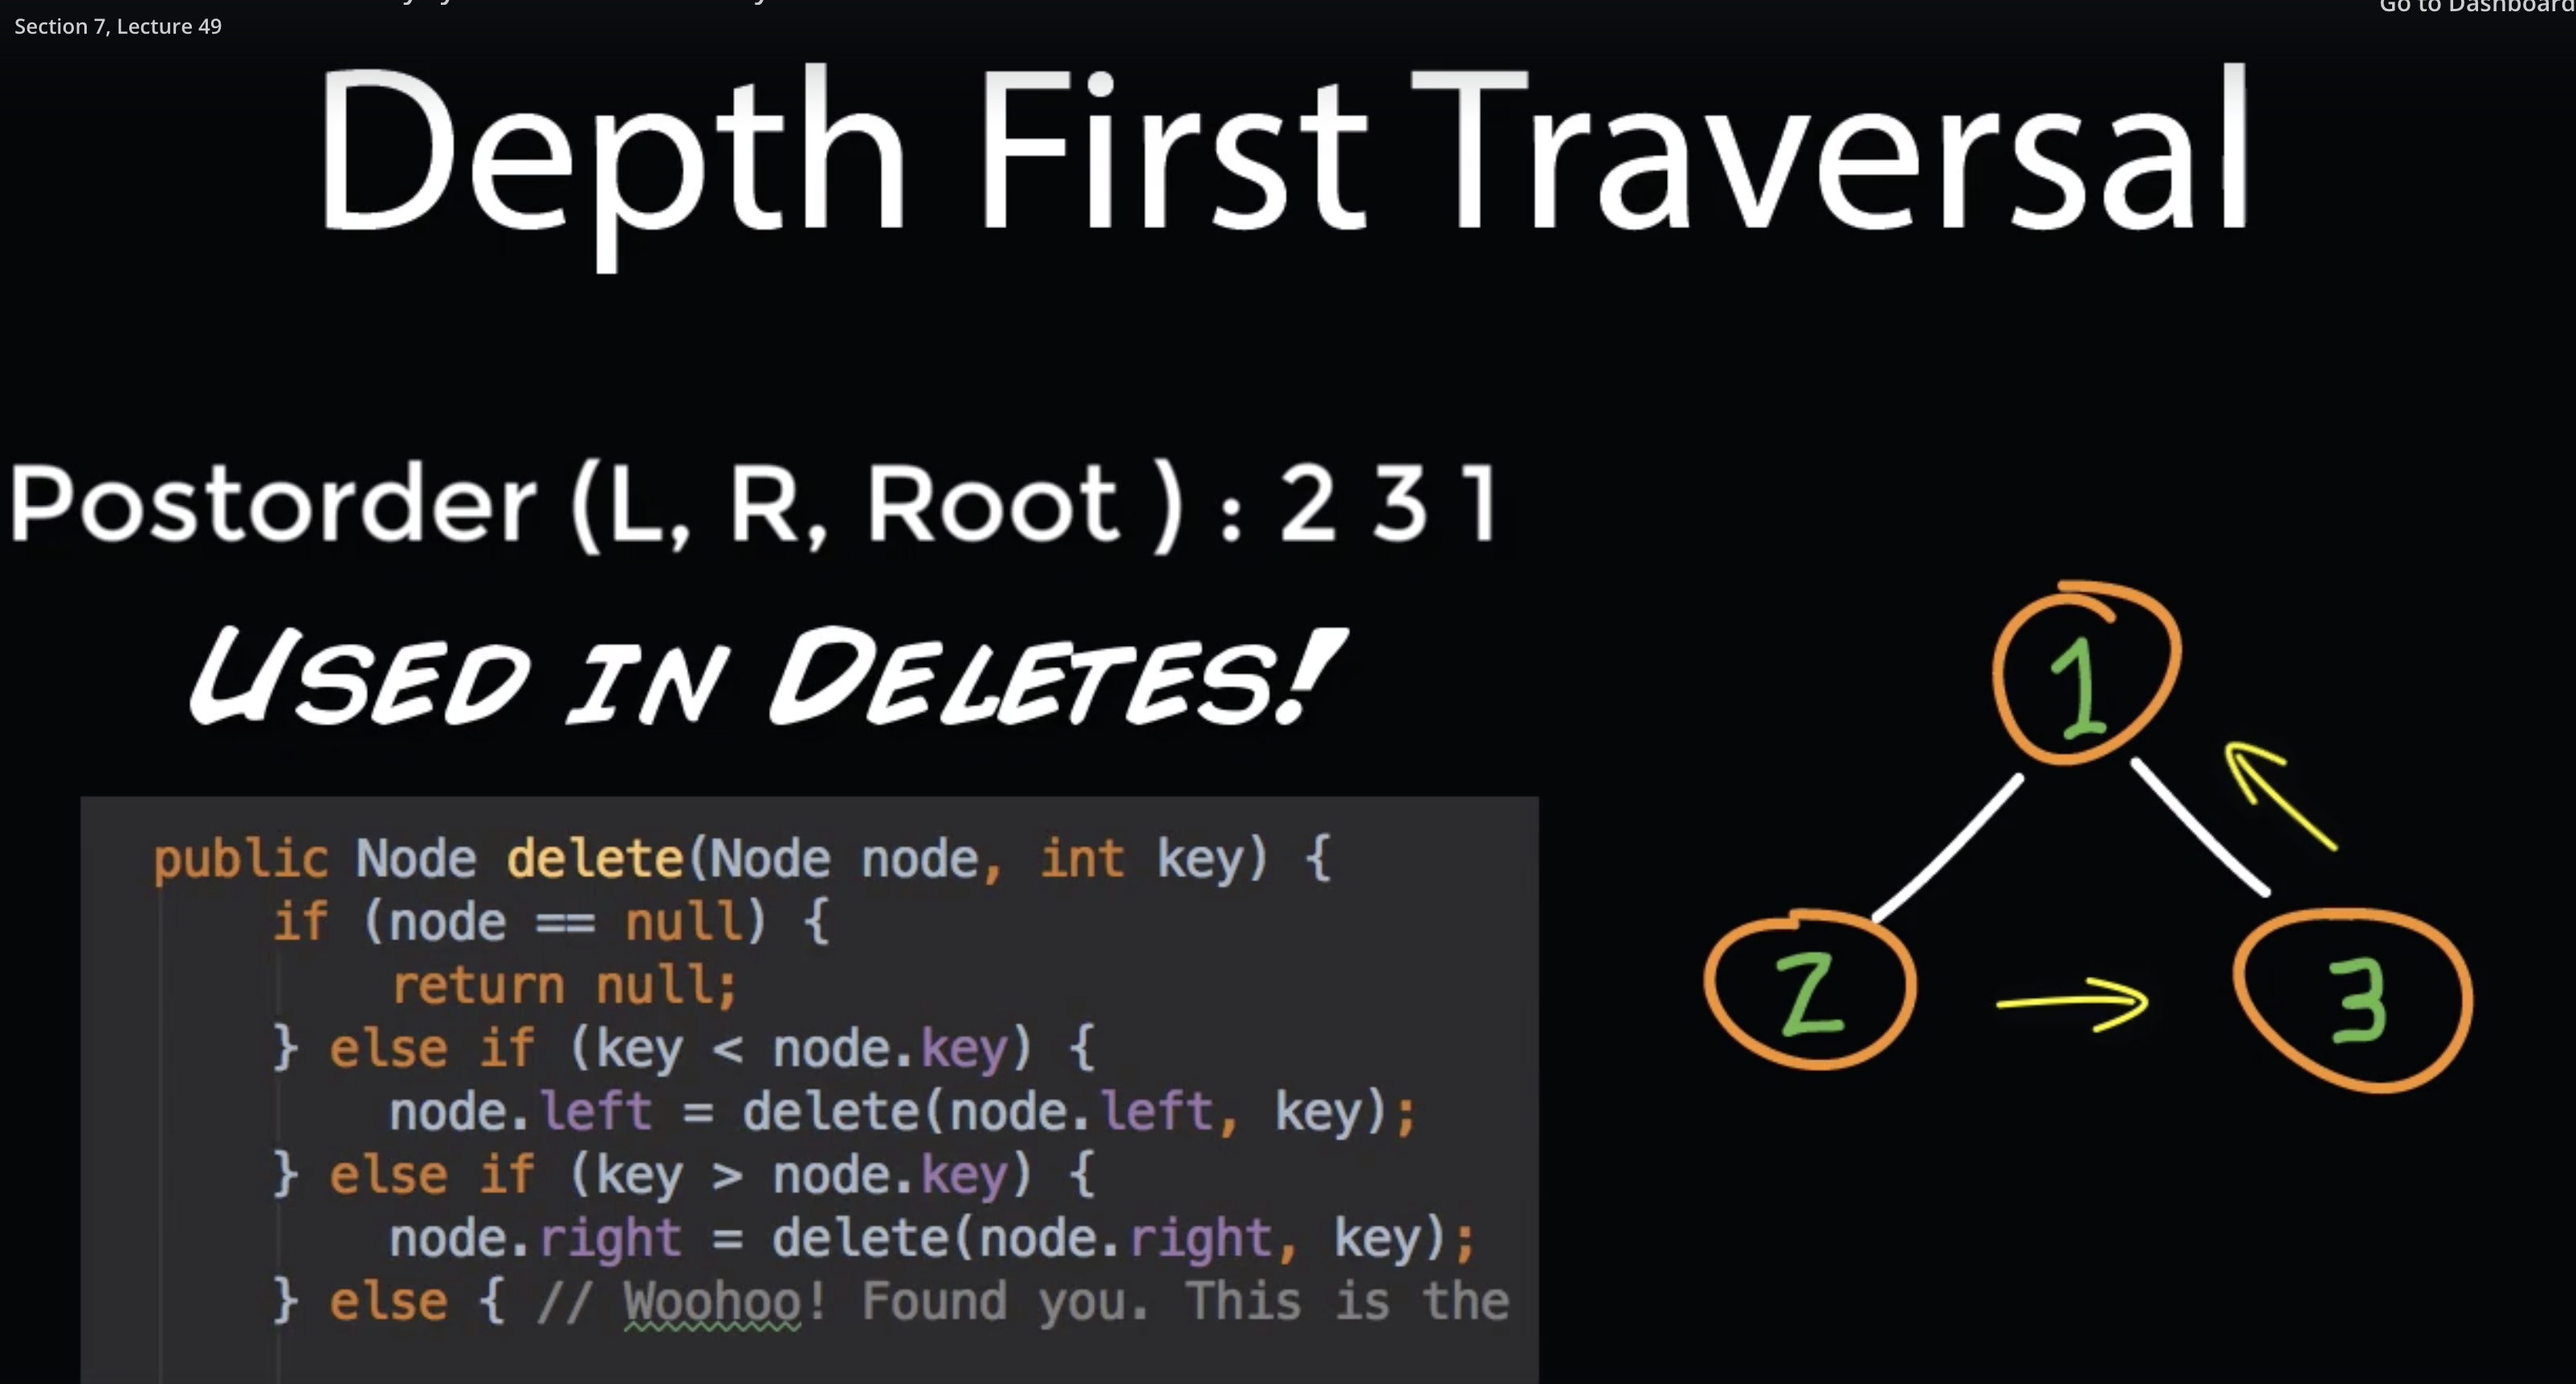 Section 7, Lecture 49
Go to Dashboard
Depth First Traversal
Postorder (L, R, Root ) : 2 3 1
USED IN DELETES!
public Node delete(Node node, int key) {
if (node == null) {
return null;
} else if (key < node.key) {
node.left = delete(node.left, key);
} else if (key > node.key) {
node.right = delete(node.right, key);
} else { // Woohoo! Found you. This is the
1
2
3